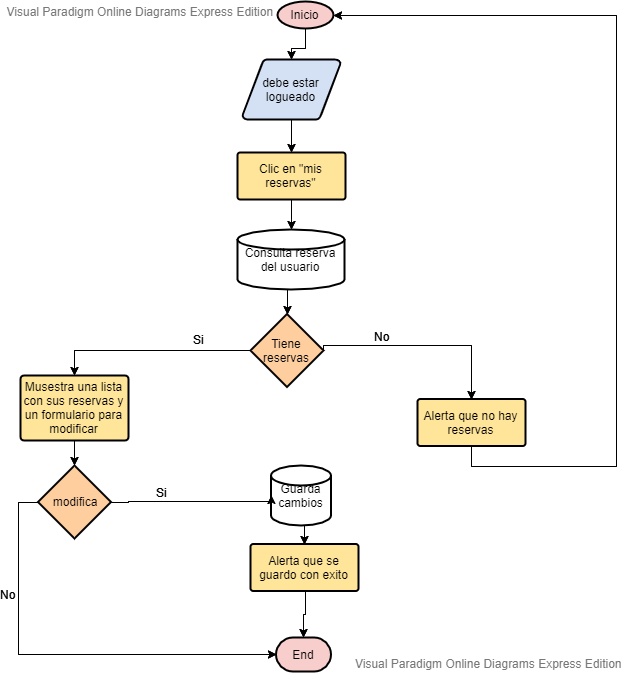 Visual Paradigm Online Diagrams Express Edition
Inicio
debe estar
logueado
Clic en "mis
reservas"
Consulta reserva
del usuario
Tiene
reservas
Si
No
Musestra una lista
con sus reservas y
un formulario para
modificar
Alerta que no hay
reservas
modifica
Si
Guarda
cambios
Alerta que se
guardo con exito
No
End
Visual Paradigm Online Diagrams Express Edition